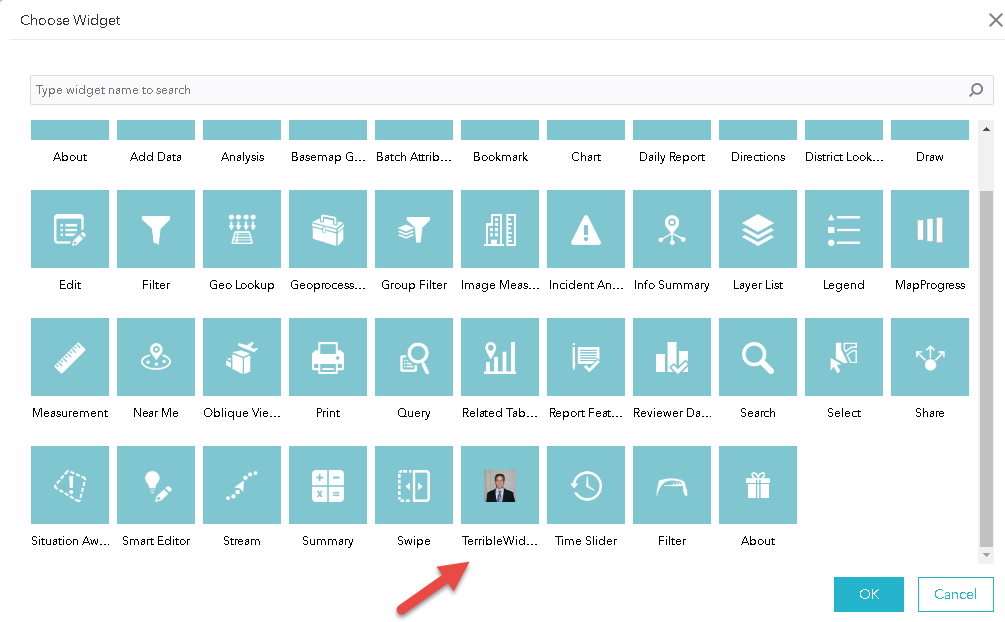 Choose Widget
Type widget name to search
About Add Data Analysis Basemap G... Batch Attrib... Bookmark Chart Daily Report Directions District Look... Draw
Edit Filter Geo Lookup Geoprocess... Group Filter Image Meas... Incident An... Info Summary Layer List Legend MapProgress
Measurement Near Me Oblique Vie... Print Query Related Tab... Report Feat... Reviewer Da... Search Select Share
Situation Aw... Smart Editor Stream Summary Swipe TerribleWid... Time Slider Filter About
OK Cancel